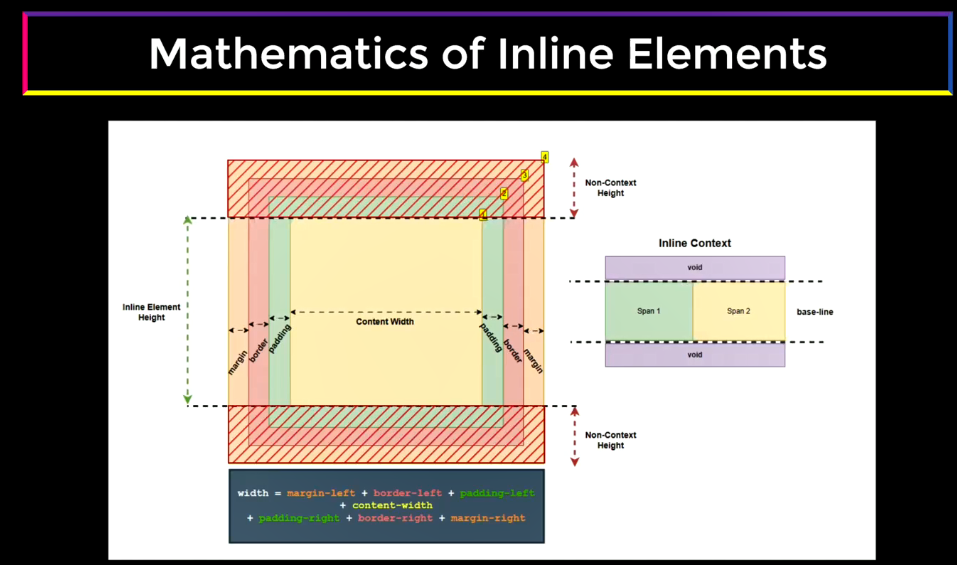 Mathematics of Inline Elements
4
3
2
1
Non-Context
Height
Inline Context
void
Inline Element
Height
Span 1
Span 2
base-line
Content Width
margin
border
padding
padding
border
margin
void
Non-Context
Height
width = margin-left + border-left + padding-left
+ content-width
+ padding-right + border-right + margin-right